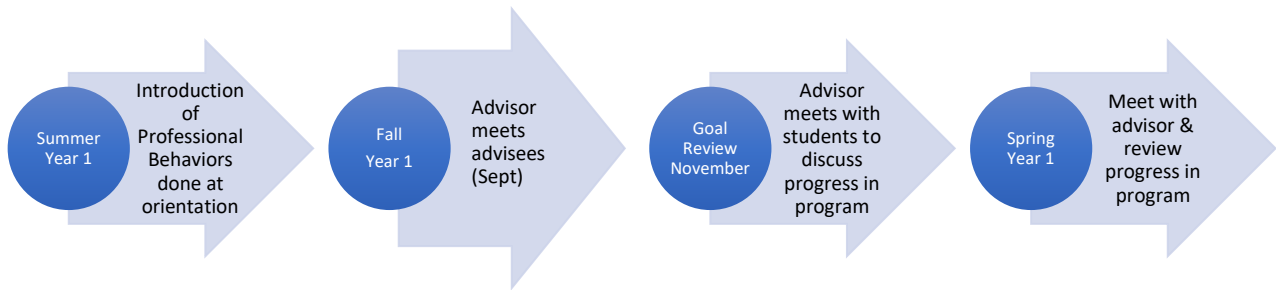 Summer
Year 1
Introduction
of
Professional
Behaviors
done at
orientation
Fall
Year 1
Advisor
meets
advisees
(Sept)
Goal
Review
November
Advisor
meets with
students to
discuss
progress in
program
Spring
Year 1
Meet with
advisor &
review
progress in
program